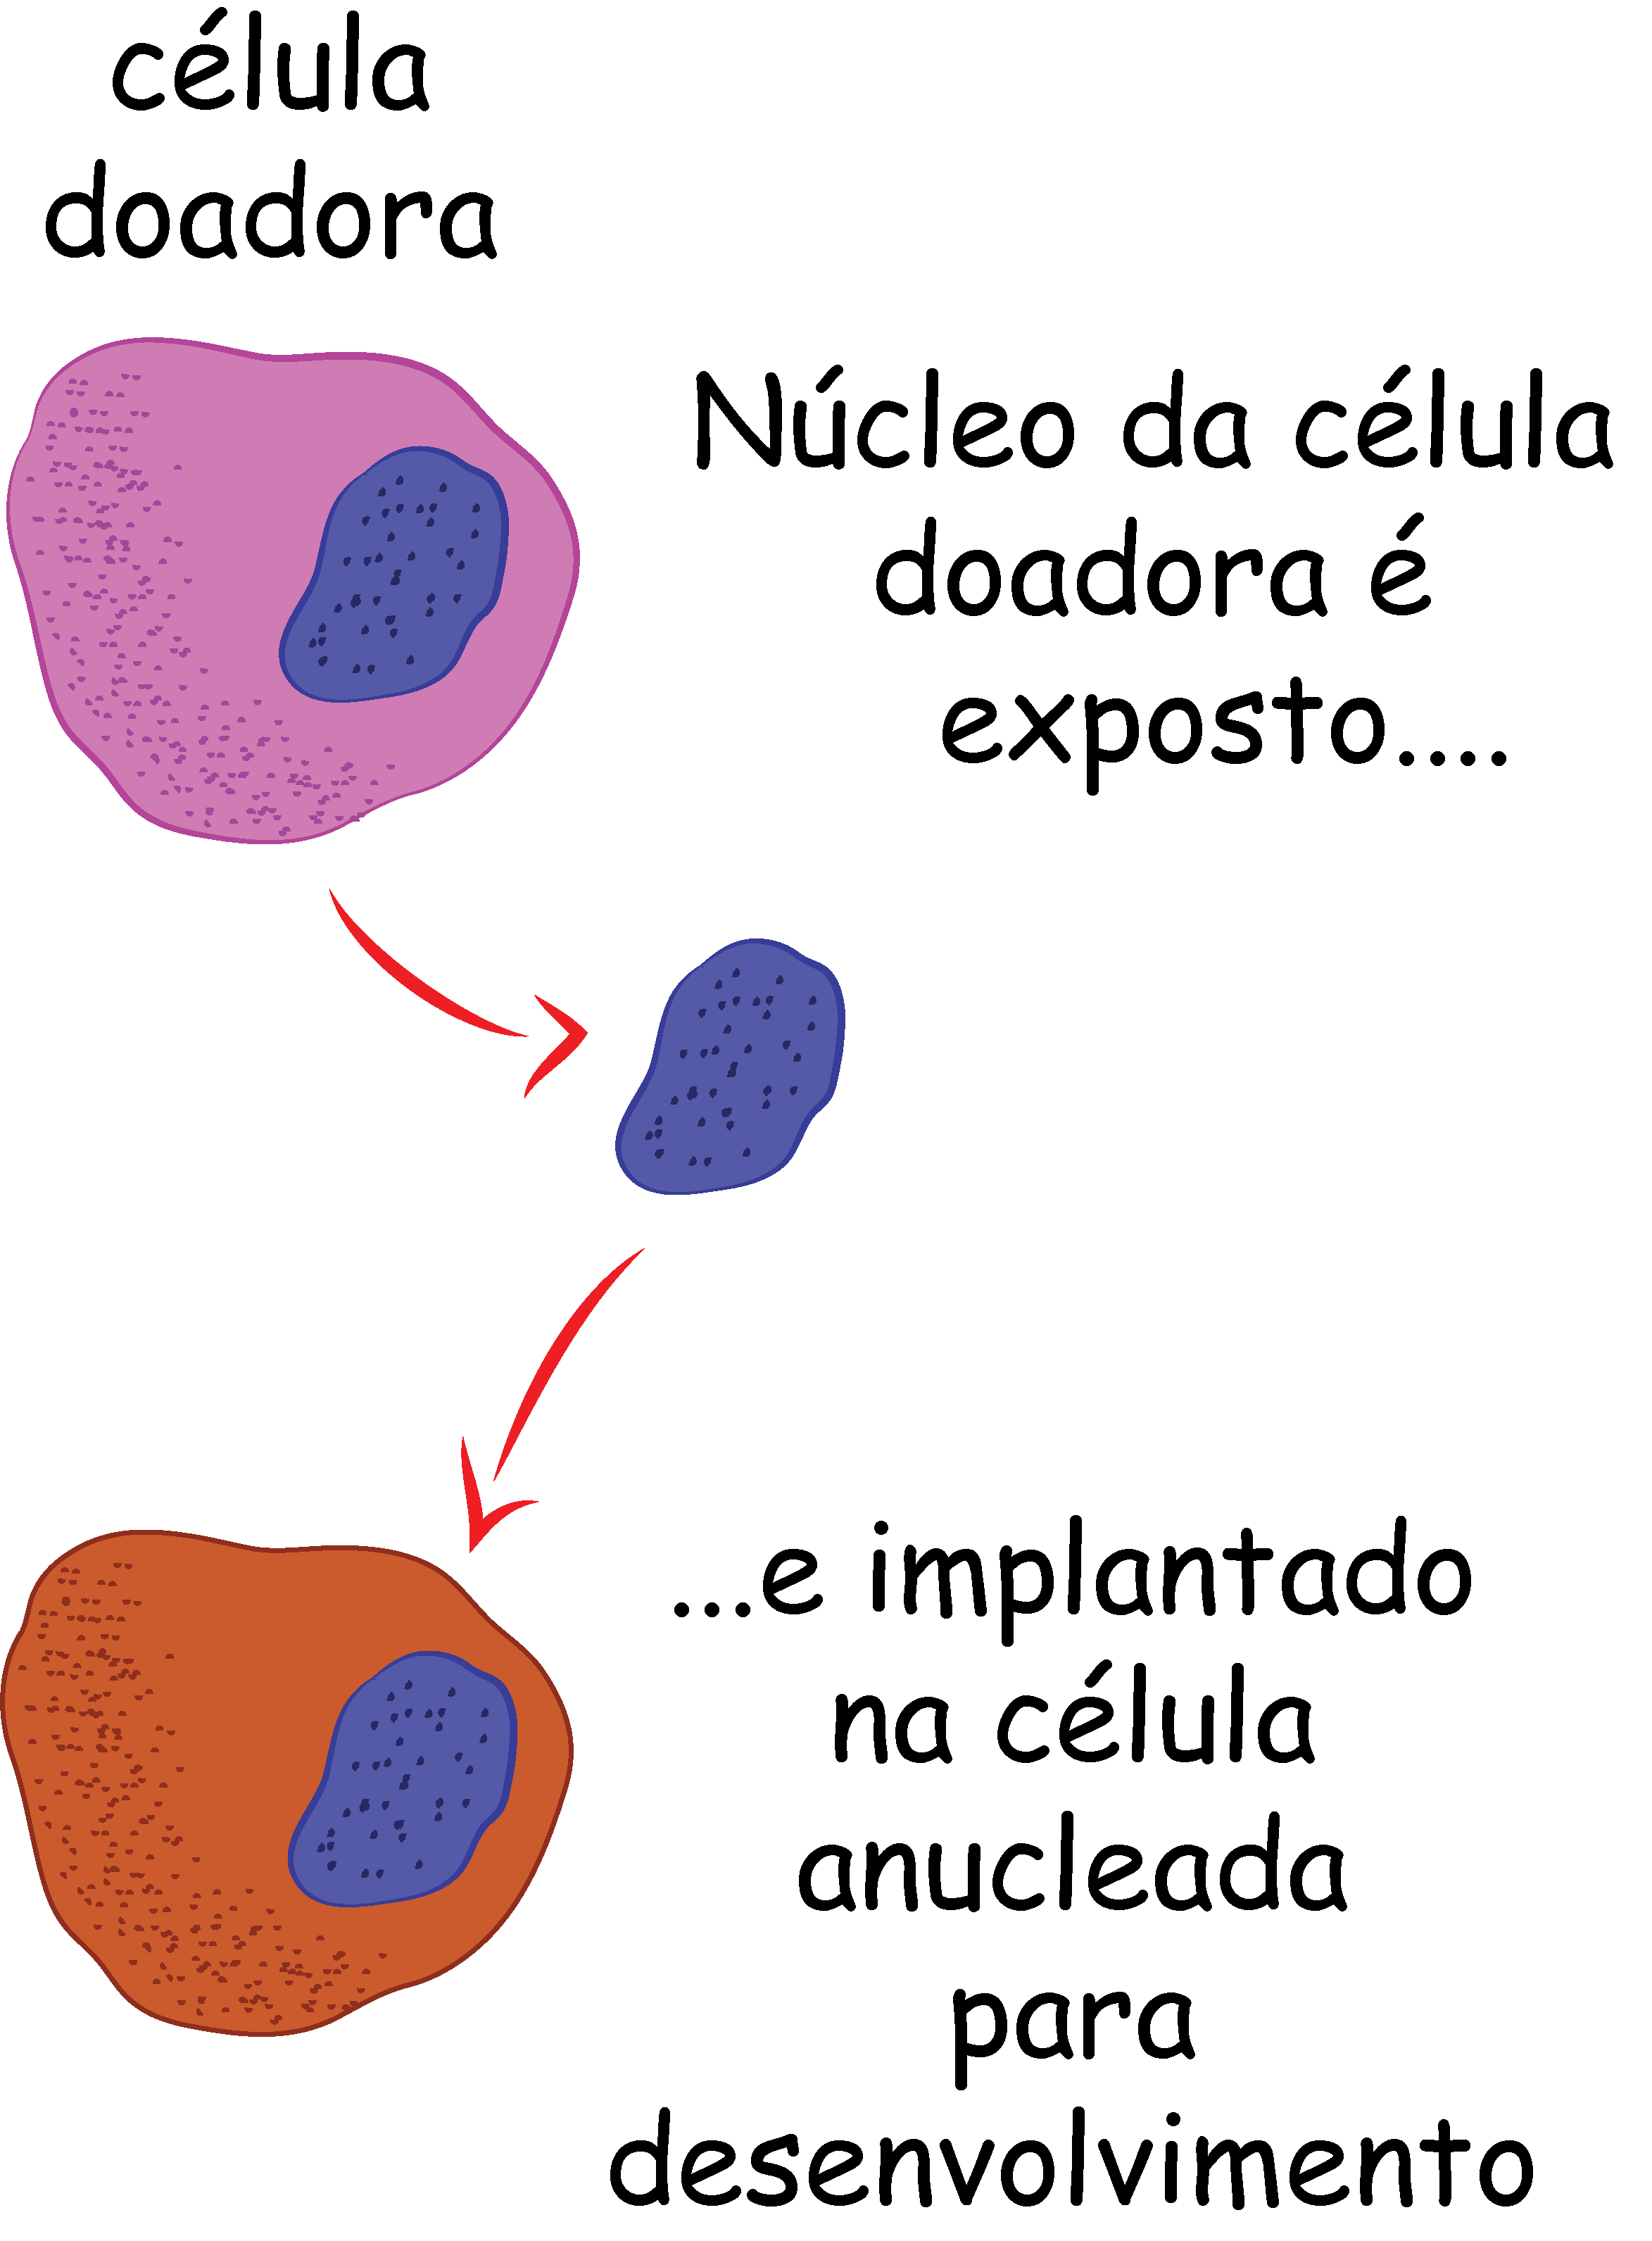 célula
doadora
Núcleo da célula
doadora é
exposto....
...e implantado
na célula
anucleada
para
desenvolvimento